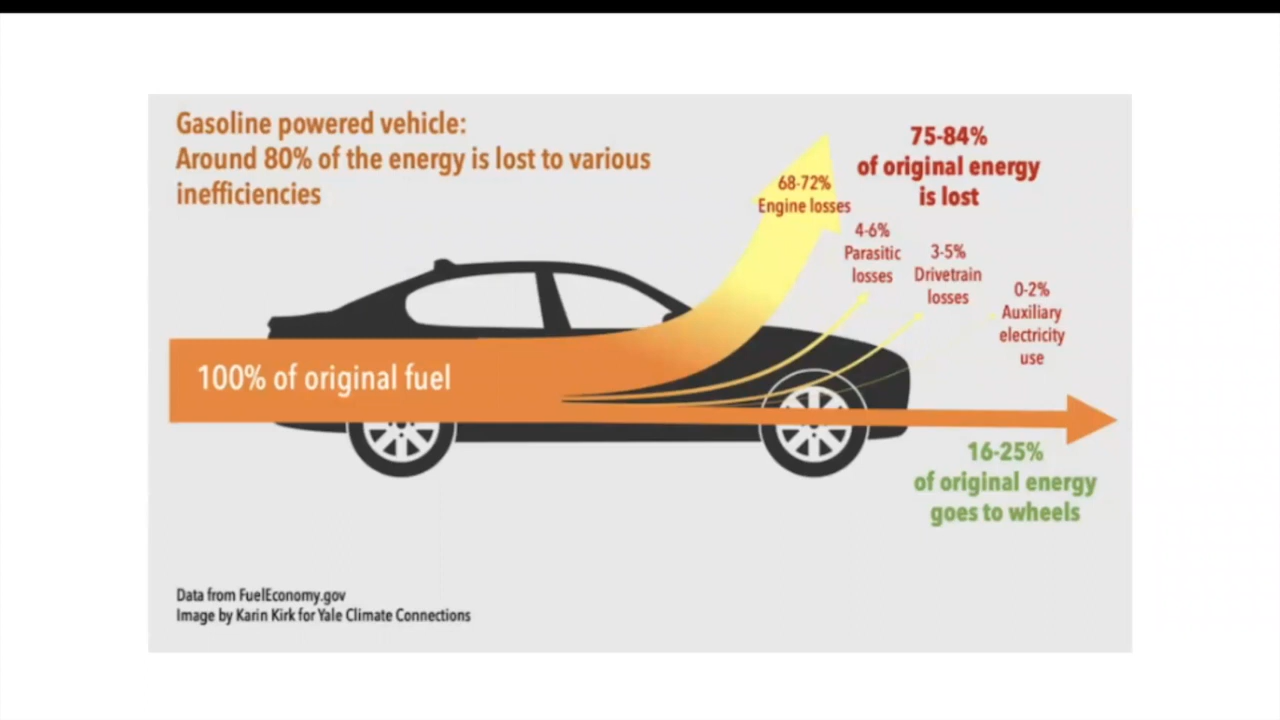 Gasoline powered vehicle:
Around 80% of the energy is lost to various
inefficiencies
75-84%
of original energy
is lost
68-72%
Engine losses
4-6%
Parasitic
losses
3-5%
Drivetrain
losses
0-2%
Auxiliary
electricity
use
100% of original fuel
16-25%
of original energy
goes to wheels
Data from FuelEconomy.gov
Image by Karin Kirk for Yale Climate Connections